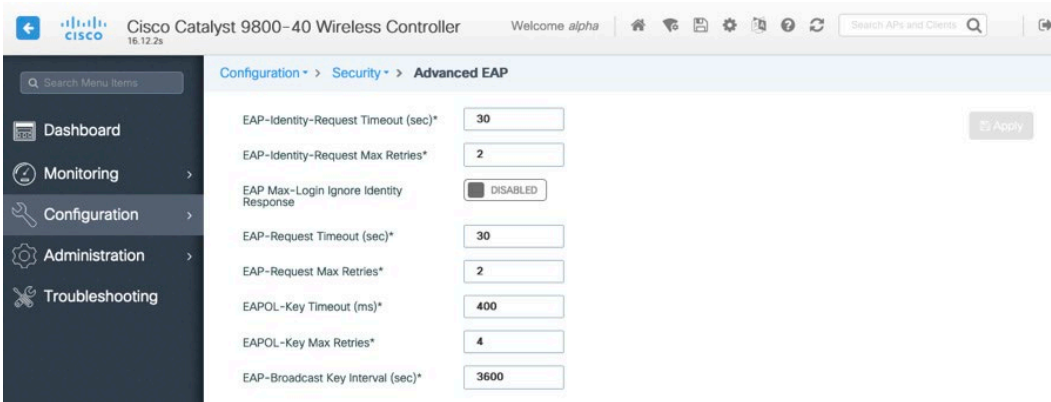 Cisco Catalyst 9800-40 Wireless Controller
CISCO
16.12.2s
Welcome alpha
Search APs and Clients
Search Menu Items
Configuration > Security > Advanced EAP
Dashboard
Monitoring
Configuration
Administration
Troubleshooting
EAP-Identity-Request Timeout (sec)* 30
Apply
EAP-Identity-Request Max Retries* 2
EAP Max-Login Ignore Identity
Response
DISABLED
EAP-Request Timeout (sec)* 30
EAP-Request Max Retries* 2
EAPOL-Key Timeout (ms)* 400
EAPOL-Key Max Retries* 4
EAP-Broadcast Key Interval (sec)* 3600